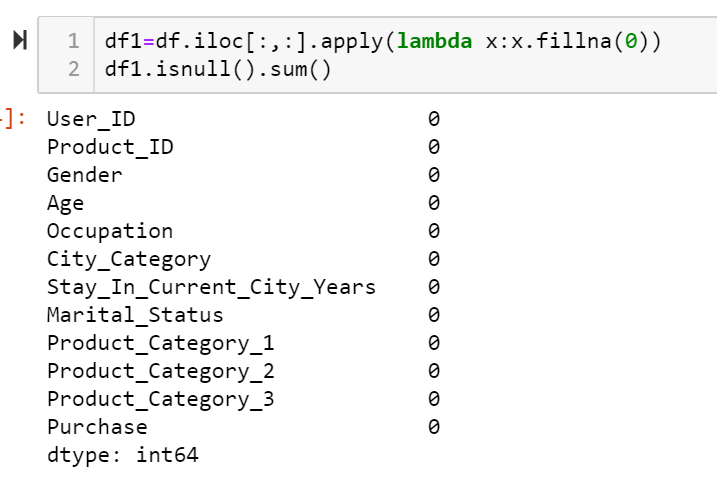 1 df1=df.iloc[:,:].apply(lambda x:x.fillna(0))
2 df1.isnull().sum()
]:
User_ID 0
Product_ID 0
Gender 0
Age 0
Occupation 0
City_Category 0
Stay_In_Current_City_Years 0
Marital_Status 0
Product_Category_1 0
Product_Category_2 0
Product_Category_3 0
Purchase 0
dtype: int64